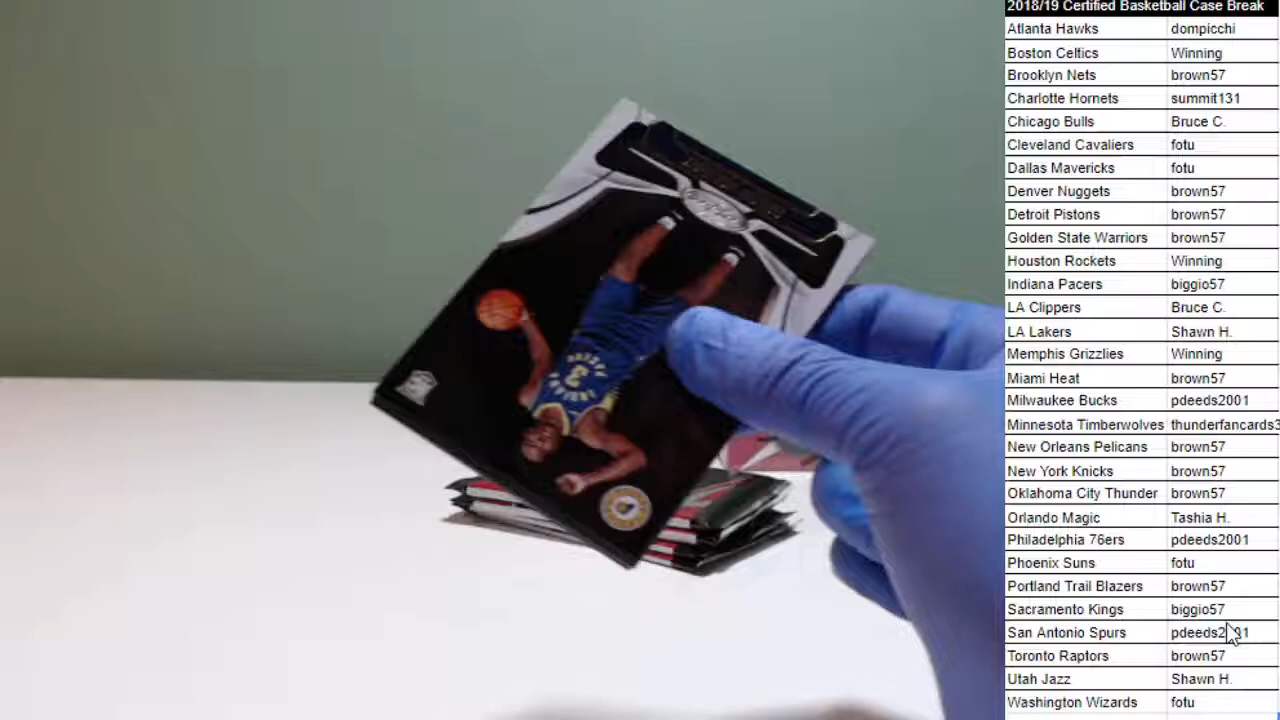 2018/19 Certified Basketball Case Break
Atlanta Hawks dompicchi
Boston Celtics Winning
Brooklyn Nets brown57
Charlotte Hornets summit131
Chicago Bulls Bruce C.
Cleveland Cavaliers fotu
Dallas Mavericks fotu
Denver Nuggets brown57
Detroit Pistons brown57
Golden State Warriors brown57
Houston Rockets Winning
Indiana Pacers biggio57
LA Clippers Bruce C.
LA Lakers Shawn H.
Memphis Grizzlies Winning
Miami Heat brown57
Milwaukee Bucks pdeeds2001
Minnesota Timberwolves thunderfancards3
New Orleans Pelicans brown57
New York Knicks brown57
Oklahoma City Thunder brown57
Orlando Magic Tashia H.
Philadelphia 76ers pdeeds2001
Phoenix Suns fotu
Portland Trail Blazers brown57
Sacramento Kings biggio57
San Antonio Spurs pdeeds2001
Toronto Raptors brown57
Utah Jazz Shawn H.
Washington Wizards fotu
3